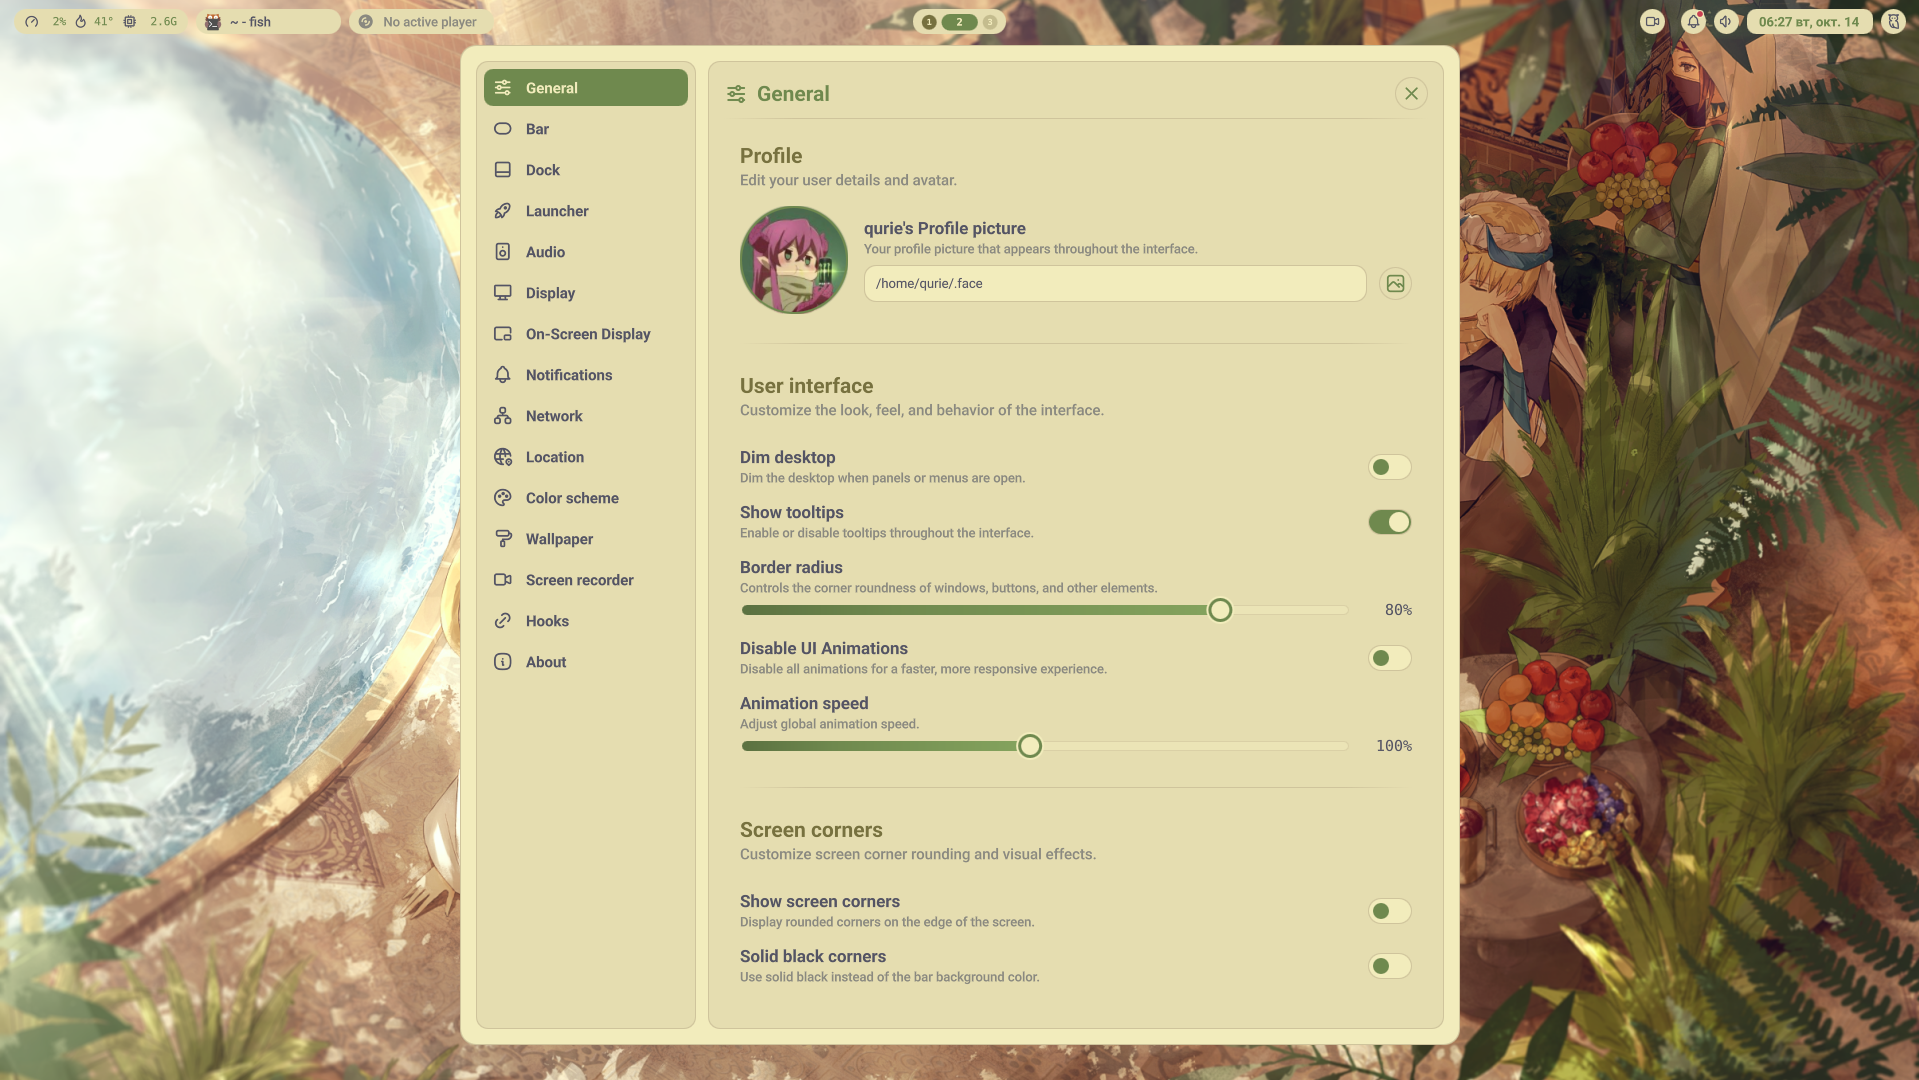 2% 41° 2.6G
~ - fish
No active player
1 2 3
06:27 вт, окт. 14
General
Bar
Dock
Launcher
Audio
Display
On-Screen Display
Notifications
Network
Location
Color scheme
Wallpaper
Screen recorder
Hooks
About
General
Profile
Edit your user details and avatar.
qurie's Profile picture
Your profile picture that appears throughout the interface.
/home/qurie/.face
User interface
Customize the look, feel, and behavior of the interface.
Dim desktop
Dim the desktop when panels or menus are open.
Show tooltips
Enable or disable tooltips throughout the interface.
Border radius
Controls the corner roundness of windows, buttons, and other elements.
80%
Disable UI Animations
Disable all animations for a faster, more responsive experience.
Animation speed
Adjust global animation speed.
100%
Screen corners
Customize screen corner rounding and visual effects.
Show screen corners
Display rounded corners on the edge of the screen.
Solid black corners
Use solid black instead of the bar background color.